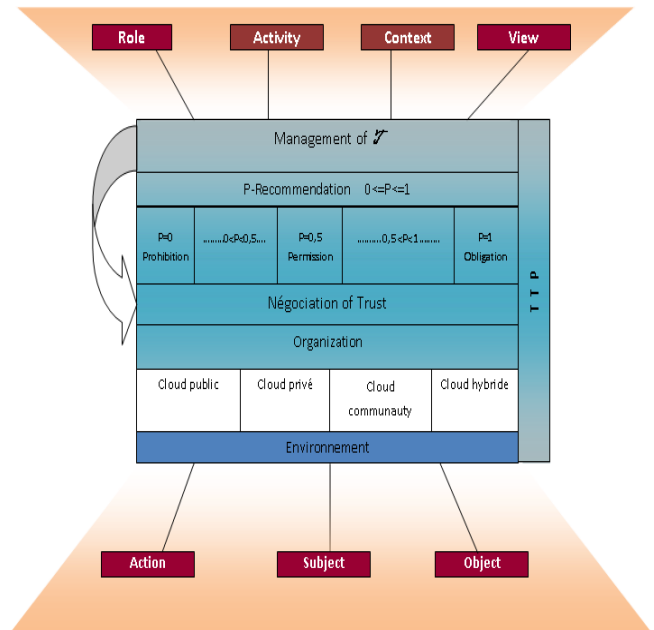 Role Activity Context View
Management of 𝒯
P-Recommendation 0<=P<=1
P=0 .........0<P<0,5.... P=0,5 ..........0,5<P<1........ P=1
Prohibition Permission Obligation
Négociation of Trust
Organization
Cloud public Cloud privé Cloud Cloud hybride
communauty
Environnement
TTP
Action Subject Object